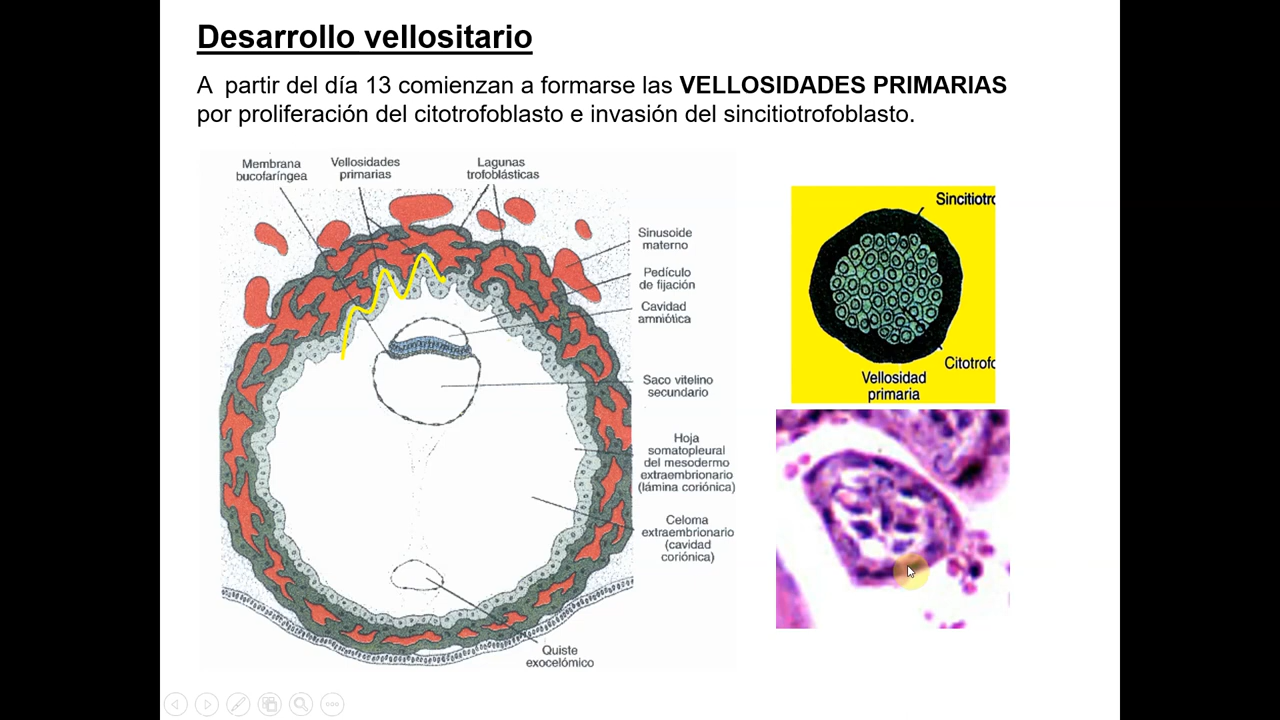 Desarrollo vellositario
A partir del día 13 comienzan a formarse las VELLOSIDADES PRIMARIAS
por proliferación del citotrofoblasto e invasión del sincitiotrofoblasto.
Membrana
bucofaríngea
Vellosidades
primarias
Lagunas
trofoblásticas
Sinusoide
materno
Pedículo
de fijación
Cavidad
amniótica
Saco vitelino
secundario
Hoja
somatopleural
del mesodermo
extraembrionario
(lámina coriónica)
Celoma
extraembrionario
(cavidad
coriónica)
Quiste
exocelómico
Sincitiotro
Citotrofo
Vellosidad
primaria